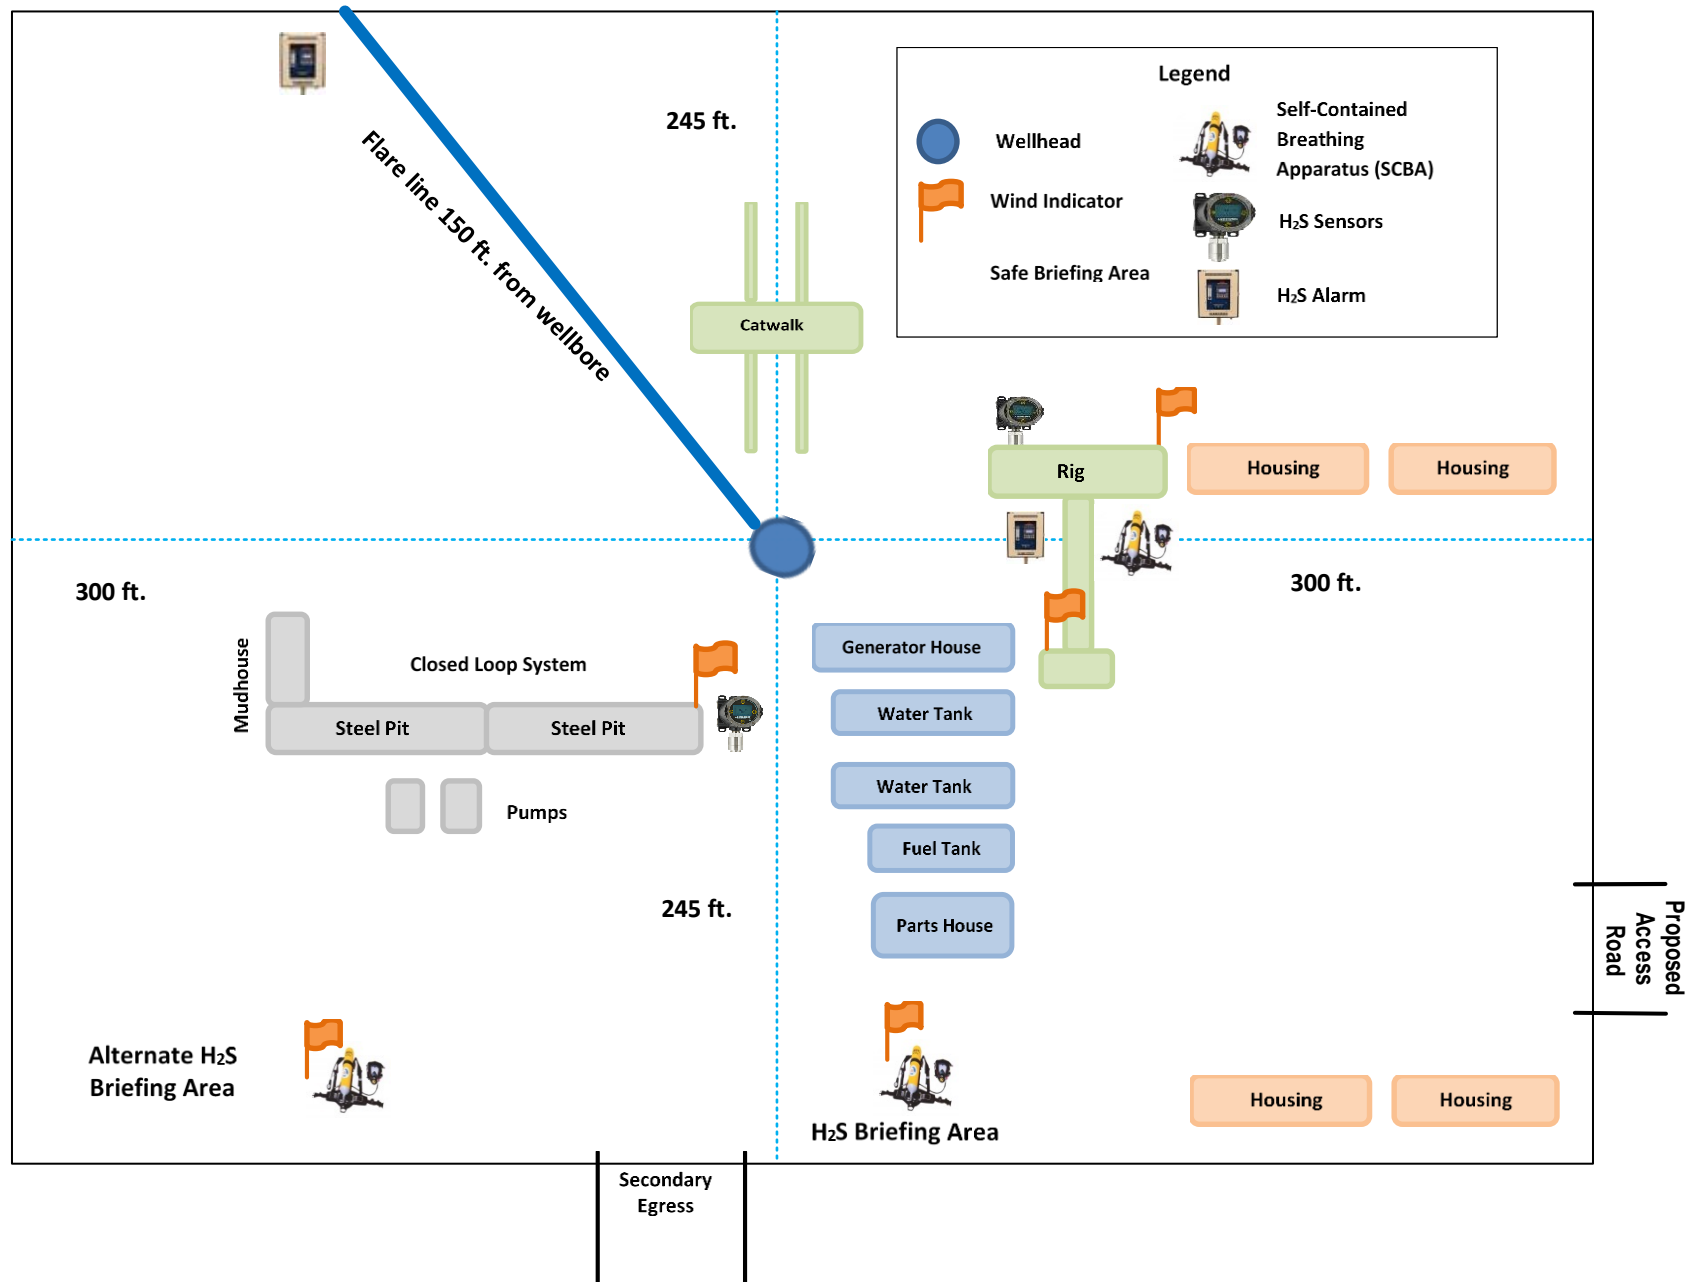 245 ft.
Flare line 150 ft. from wellbore
Legend
Wellhead
Wind Indicator
Safe Briefing Area
Self-Contained
Breathing
Apparatus (SCBA)
H2S Sensors
H2S Alarm
Catwalk
Rig
Housing
Housing
300 ft.
300 ft.
Mudhouse
Closed Loop System
Steel Pit
Steel Pit
Pumps
Generator House
Water Tank
Water Tank
Fuel Tank
Parts House
245 ft.
Proposed
Access
Road
Alternate H2S
Briefing Area
H2S Briefing Area
Housing
Housing
Secondary
Egress